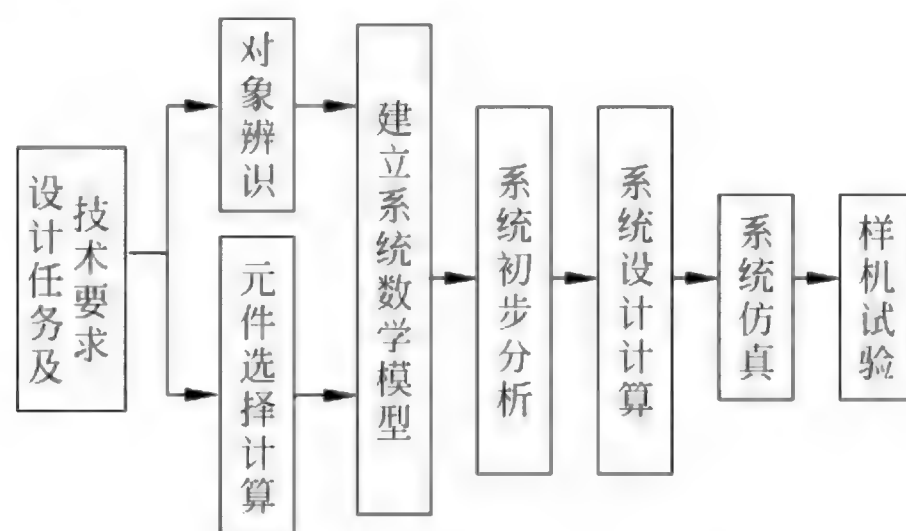 设计任务及
技术要求
对象辨识
元件选择计算
建立系统数学模型
系统初步分析
系统设计计算
系统仿真
样机试验